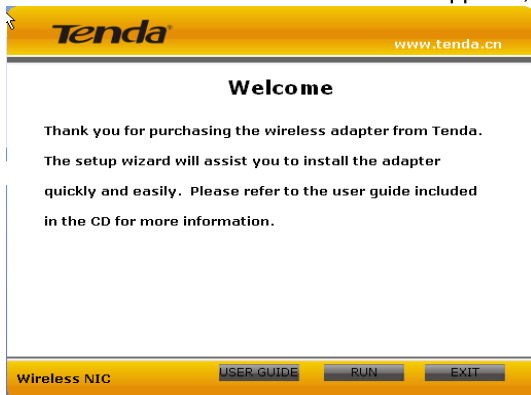 Tenda
www.tenda.cn
Welcome
Thank you for purchasing the wireless adapter from Tenda.
The setup wizard will assist you to install the adapter
quickly and easily. Please refer to the user guide included
in the CD for more information.
Wireless NIC
USER GUIDE
RUN
EXIT